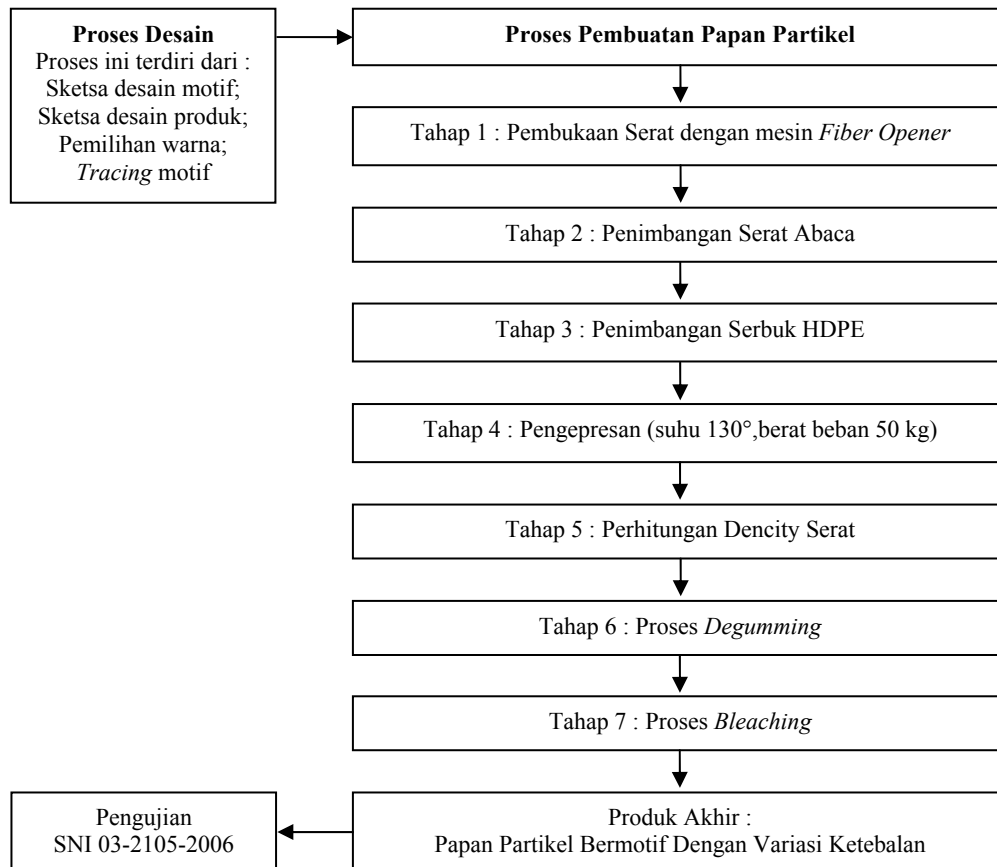 Proses Desain
Proses ini terdiri dari :
Sketsa desain motif;
Sketsa desain produk;
Pemilihan warna;
Tracing motif
Proses Pembuatan Papan Partikel
Tahap 1 : Pembukaan Serat dengan mesin Fiber Opener
Tahap 2 : Penimbangan Serat Abaca
Tahap 3 : Penimbangan Serbuk HDPE
Tahap 4 : Pengepresan (suhu 130°,berat beban 50 kg)
Tahap 5 : Perhitungan Dencity Serat
Tahap 6 : Proses Degumming
Tahap 7 : Proses Bleaching
Produk Akhir :
Papan Partikel Bermotif Dengan Variasi Ketebalan
Pengujian
SNI 03-2105-2006